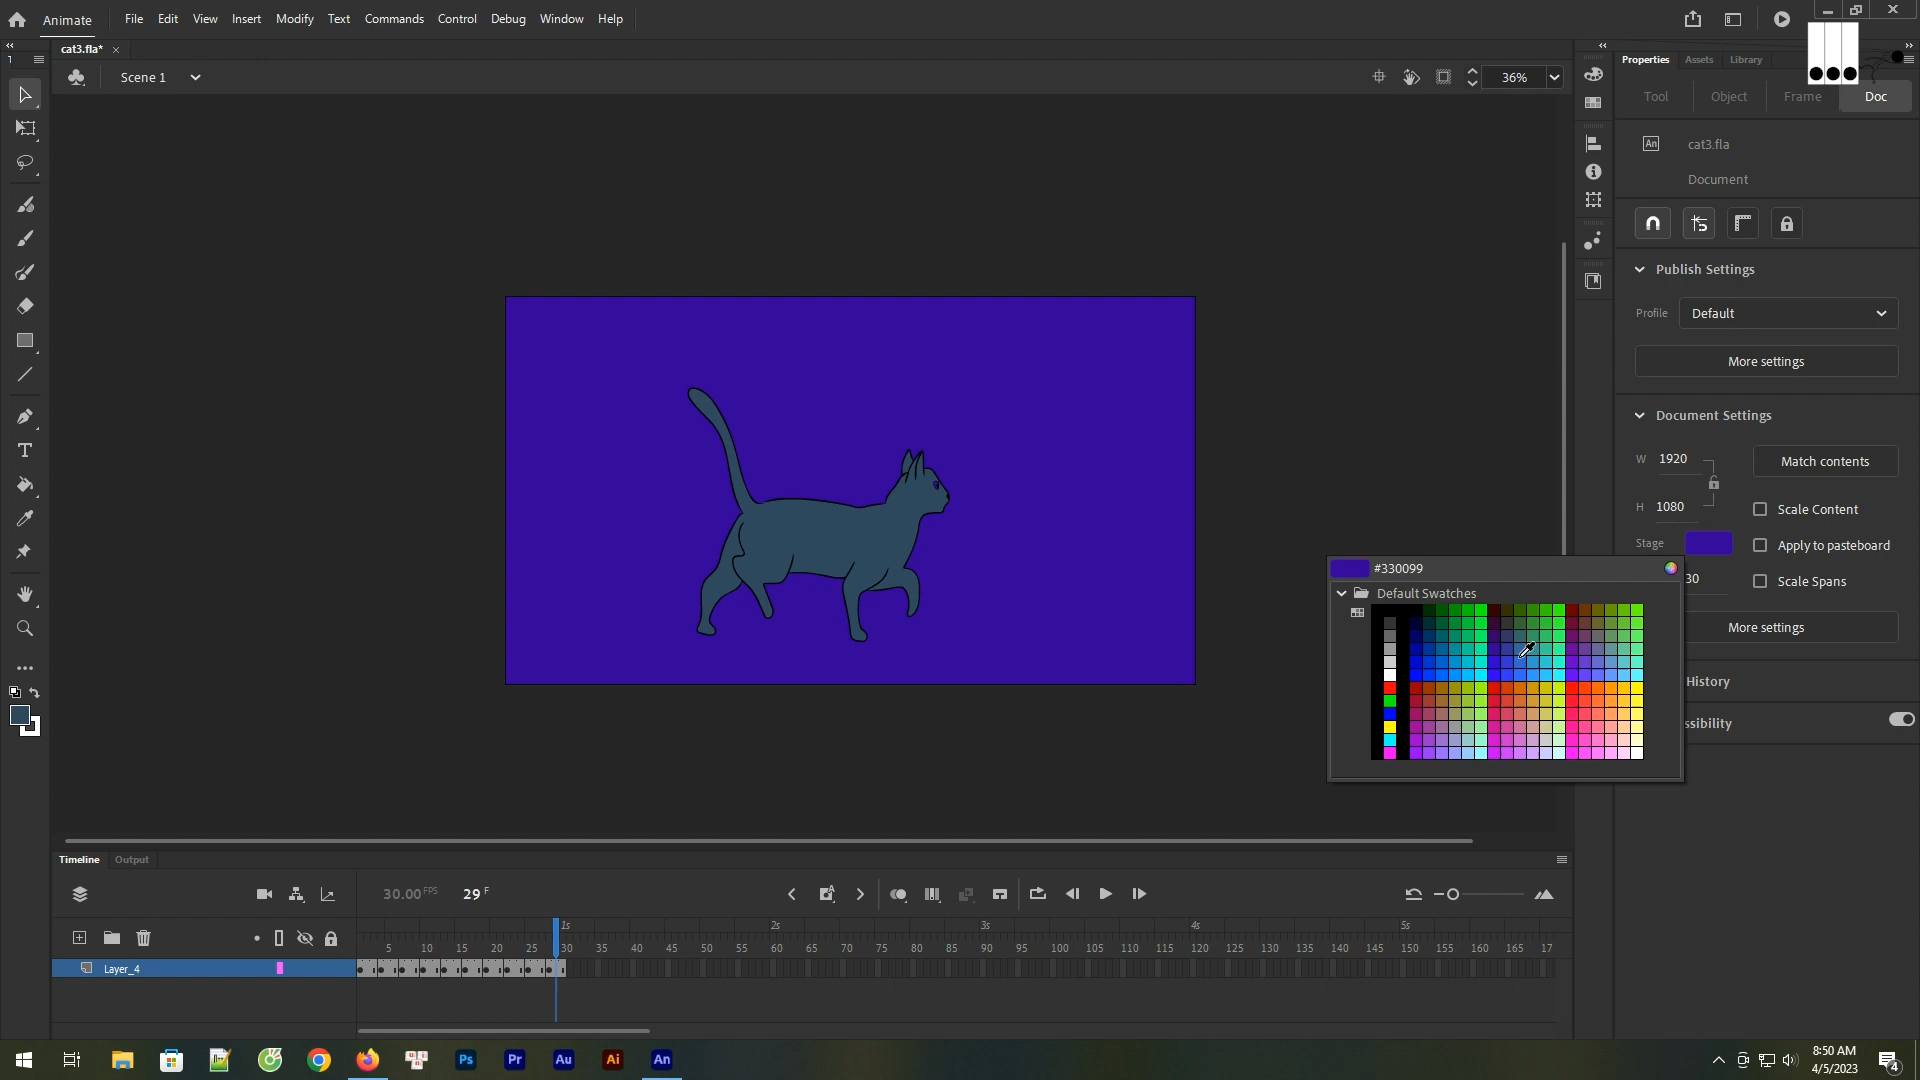 Animate File Edit View Insert Modify Text Commands Control Debug Window Help
cat3.fla*
Scene 1
36%
1
Properties Assets Library
Tool Object Frame Doc
An cat3.fla
Document
Publish Settings
Profile Default
More settings
Document Settings
W 1920 Match contents
H 1080 Scale Content
Stage Apply to pasteboard
30 Scale Spans
More settings
History
ssibility
#330099
Default Swatches
T
Timeline Output
30.00 FPS 29 F
1s 2s 3s 4s 5s
5 10 15 20 25 30 35 40 45 50 55 60 65 70 75 80 85 90 95 100 105 110 115 120 125 130 135 140 145 150 155 160 165 17
Layer_4
Ps Pr Au Ai An
8:50 AM
4/5/2023
4